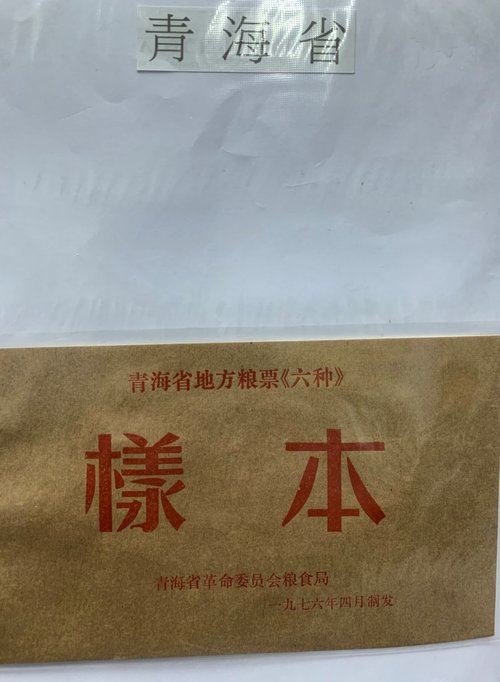 青海省
青海省地方粮票《六种》
樣本
青海省革命委员会粮食局
一九七六年四月制发